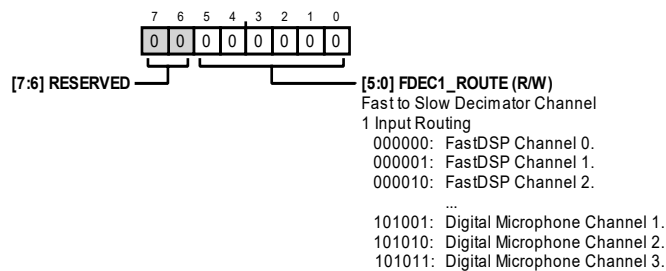 7 6 5 4 3 2 1 0
0 0 0 0 0 0 0 0
[7:6] RESERVED
[5:0] FDEC1_ROUTE (R/W)
Fast to Slow Decimator Channel
1 Input Routing
000000: FastDSP Channel 0.
000001: FastDSP Channel 1.
000010: FastDSP Channel 2.
...
101001: Digital Microphone Channel 1.
101010: Digital Microphone Channel 2.
101011: Digital Microphone Channel 3.